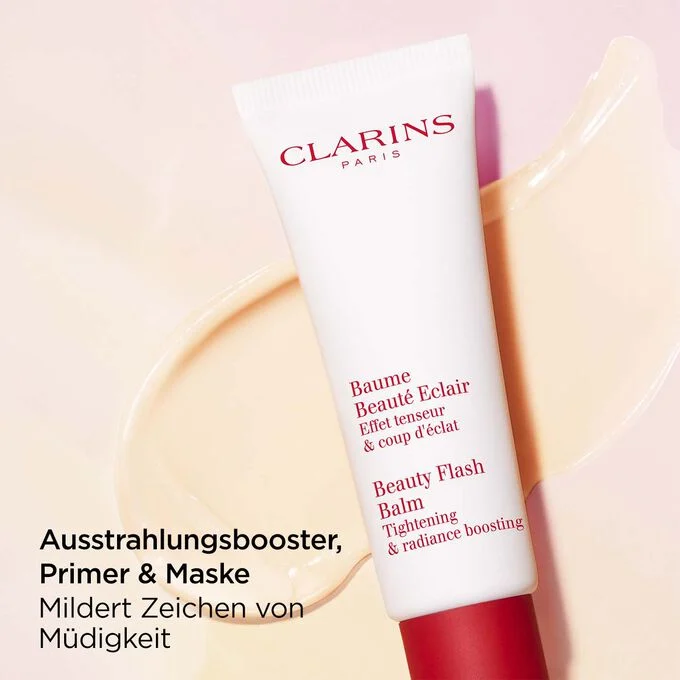 CLARINS
PARIS
Baume
Beauté Eclair
Effet tenseur
& coup d'éclat
Beauty Flash
Balm
Tightening
& radiance boosting
Ausstrahlungsbooster,
Primer & Maske
Mildert Zeichen von
Müdigkeit